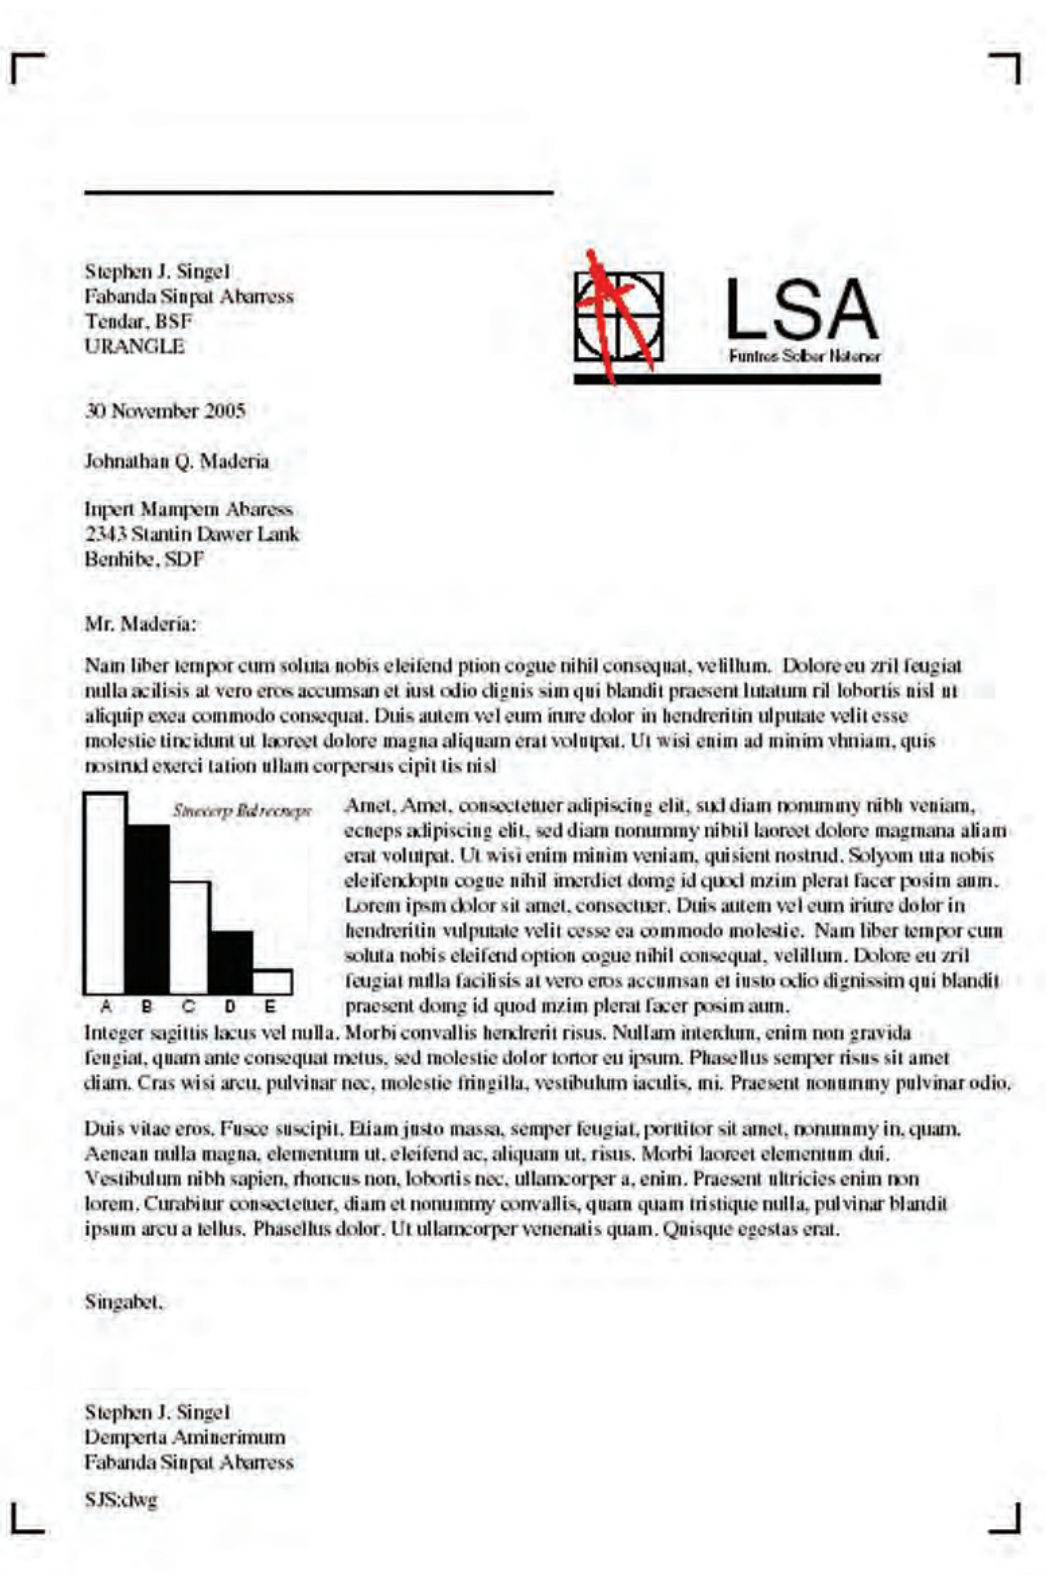 Stephen J. Singel
Fabanda Sinpat Abarress
Tendar, BSF
URANGLE
LSA
Funtres Solber Natener
30 November 2005
Johnathan Q. Maderia
Inpert Mampem Abaress
2343 Stantin Dawer Lank
Benhibe, SDF
Mr. Maderia:
Nam liber tempor cum soluta nobis eleifend ption cogue nihil consequat, velillum. Dolore eu zril feugiat
nulla acilisis at vero eros accumsan et iust odio dignis sim qui blandit praesent lutatum ril lobortis nisl ut
aliquip exea commodo consequat. Duis autem vel eum irure dolor in hendreritin ulputate velit esse
molestie tincidunt ut laoreet dolore magna aliquam erat volutpat. Ut wisi enim ad minim vhniam, quis
nostrud exerci tation ullam corpersus cipit tis nisl
Amet, Amet, consectetuer adipiscing elit, sud diam nonummy nibh veniam,
ecneps adipiscing elit, sed diam nonummy nibtil laoreet dolore magmana aliam
erat volutpat. Ut wisi enim minim veniam, quisient nostrud. Solyom uta nobis
eleifendoptn cogue nihil imerdiet domg id quod mzim plerat facer posim aum.
Lorem ipsm dolor sit amet, consectuer. Duis autem vel eum iriure dolor in
hendreritin vulputate velit cesse ea commodo molestie. Nam liber tempor cum
soluta nobis eleifend option cogue nihil consequat, velillum. Dolore eu zril
feugiat nulla facilisis at vero eros accumsan et iusto odio dignissim qui blandit
praesent domg id quod mzim plerat facer posim aum.
A B C D E
Integer sagittis lacus vel nulla. Morbi convallis hendrerit risus. Nullam interdum, enim non gravida
feugiat, quam ante consequat metus, sed molestie dolor tortor eu ipsum. Phasellus semper risus sit amet
diam. Cras wisi arcu, pulvinar nec, molestie fringilla, vestibulum iaculis, mi. Praesent nonummy pulvinar odio.
Duis vitae eros. Fusce suscipit. Etiam justo massa, semper feugiat, porttitor sit amet, nonummy in, quam.
Aenean nulla magna, elementum ut, eleifend ac, aliquam ut, risus. Morbi laoreet elementum dui.
Vestibulum nibh sapien, rhoncus non, lobortis nec, ullamcorper a, enim. Praesent ultricies enim non
lorem. Curabitur consectetuer, diam et nonummy convallis, quam quam tristique nulla, pulvinar blandit
ipsum arcu a tellus. Phasellus dolor. Ut ullamcorper venenatis quam. Quisque egestas erat.
Singabet,
Stephen J. Singel
Demperta Aminerimum
Fabanda Sinpat Abarress
SJS:dwg